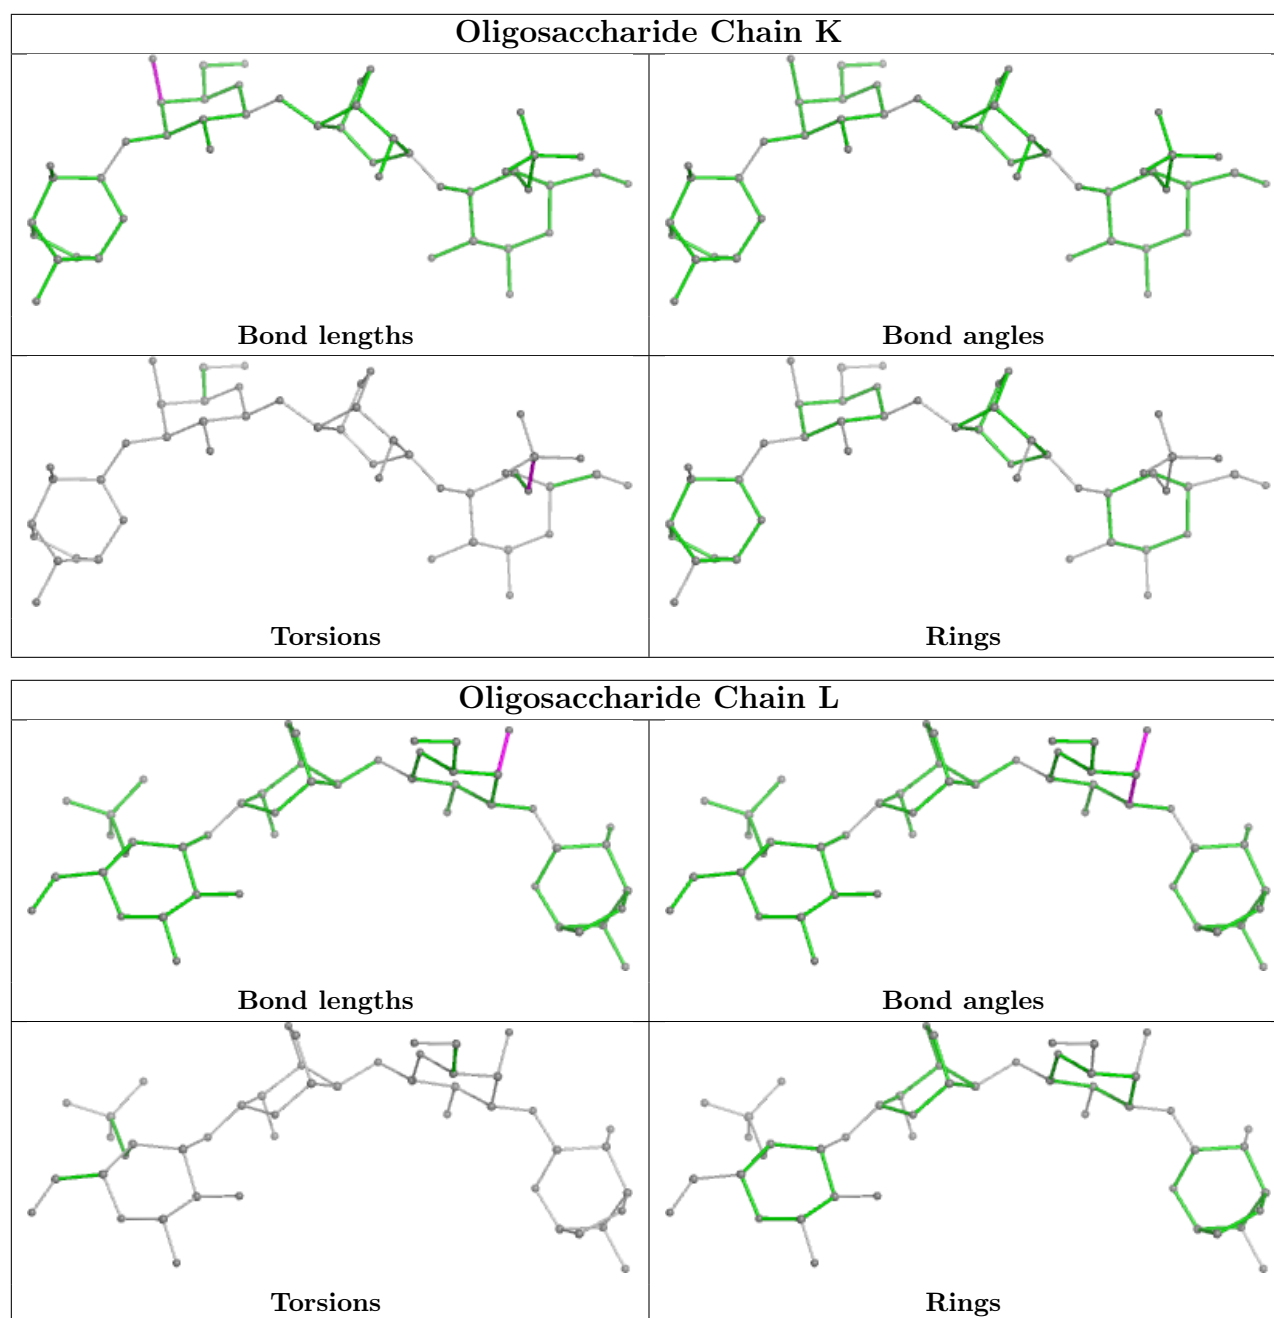 Oligosaccharide Chain K
Bond lengths
Bond angles
Torsions
Rings
Oligosaccharide Chain L
Bond lengths
Bond angles
Torsions
Rings